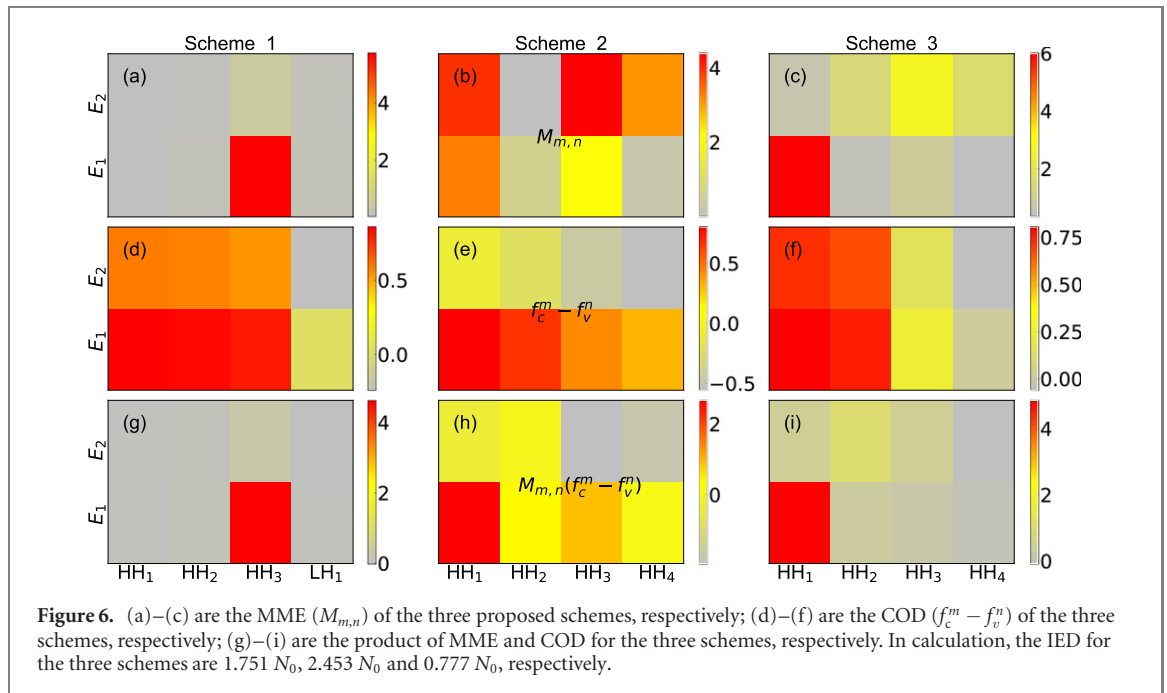 Scheme 1 Scheme 2 Scheme 3
(a) (b) (c)
E₂
E₁
M_{m,n}
4
2
4
2
6
4
2
(d) (e) (f)
E₂
E₁
f_c^m − f_v^n
0.5
0.0
0.5
0.0
−0.5
0.75
0.50
0.25
0.00
(g) (h) (i)
E₂
E₁
M_{m,n}(f_c^m − f_v^n)
4
2
0
2
0
4
2
0
HH₁ HH₂ HH₃ LH₁ HH₁ HH₂ HH₃ HH₄ HH₁ HH₂ HH₃ HH₄
Figure 6. (a)–(c) are the MME (M_{m,n}) of the three proposed schemes, respectively; (d)–(f) are the COD (f_c^m − f_v^n) of the three
schemes, respectively; (g)–(i) are the product of MME and COD for the three schemes, respectively. In calculation, the IED for
the three schemes are 1.751 N₀, 2.453 N₀ and 0.777 N₀, respectively.